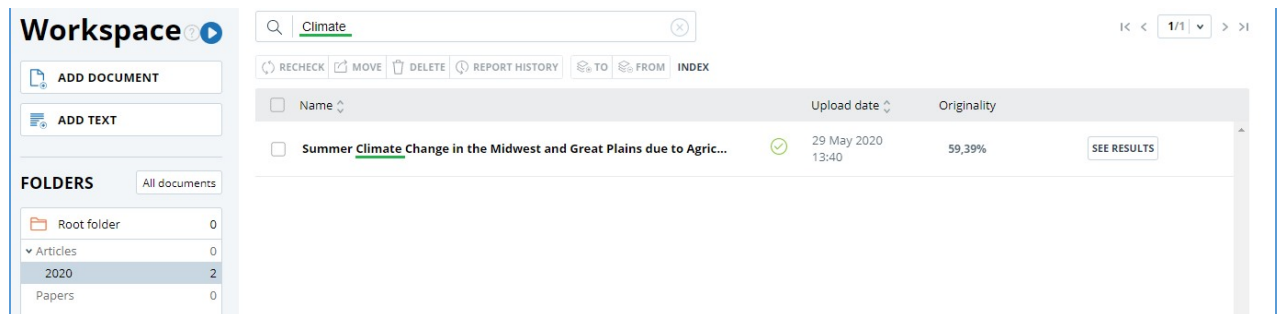 Workspace ?
Climate
1/1
ADD DOCUMENT
ADD TEXT
RECHECK MOVE DELETE REPORT HISTORY TO FROM INDEX
Name Upload date Originality
Summer Climate Change in the Midwest and Great Plains due to Agric... 29 May 2020 13:40 59,39% SEE RESULTS
FOLDERS All documents
Root folder 0
Articles 0
2020 2
Papers 0